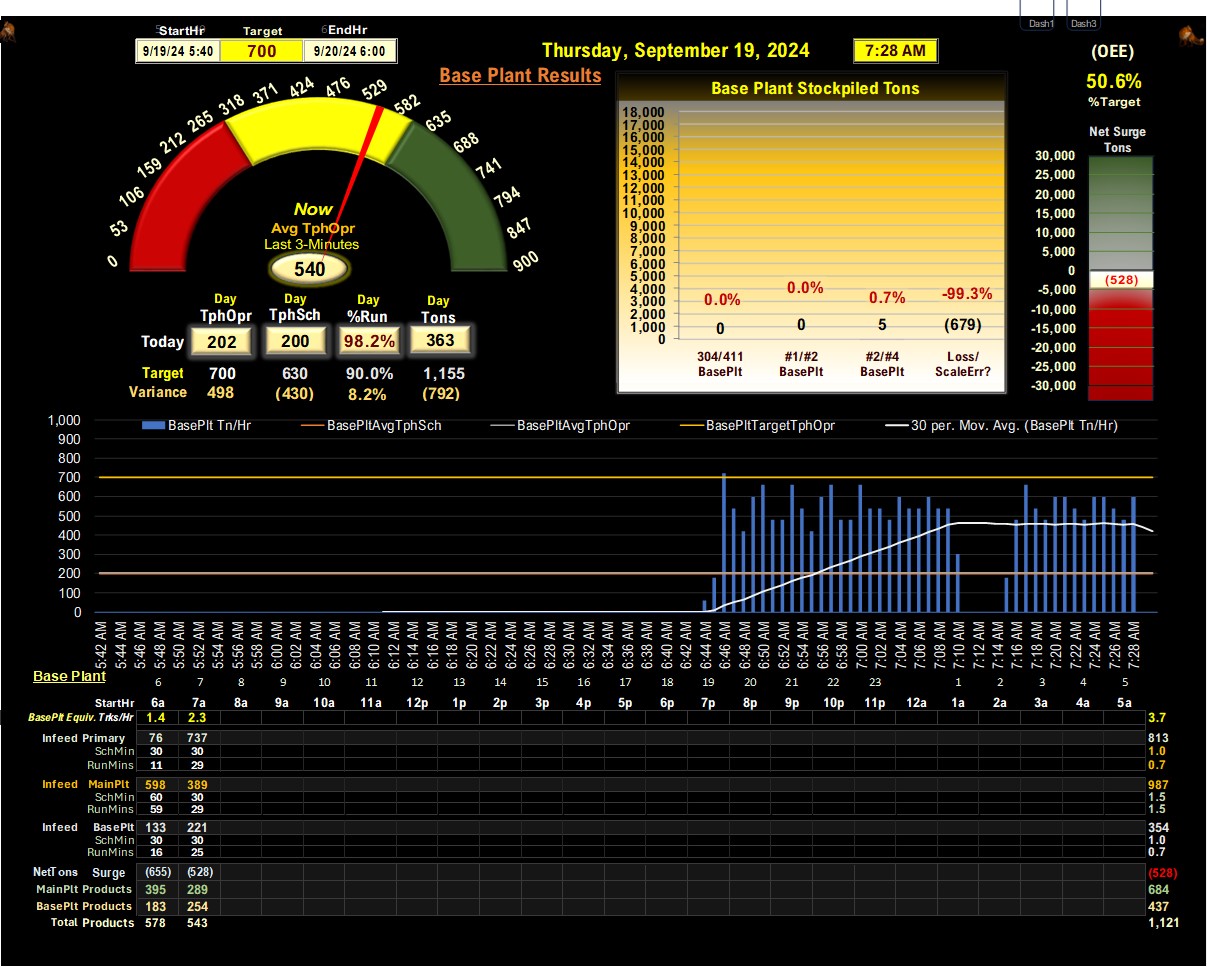 Dash1 Dash3
StartHr Target EndHr
9/19/24 5:40 700 9/20/24 6:00
Thursday, September 19, 2024 7:28 AM
(OEE)
50.6%
%Target
Base Plant Results
0 53 106 159 212 265 318 371 424 476 529 582 635 688 741 794 847 900
Now
Avg TphOpr
Last 3-Minutes
540
Day Day Day Day
TphOpr TphSch %Run Tons
Today 202 200 98.2% 363
Target 700 630 90.0% 1,155
Variance 498 (430) 8.2% (792)
Base Plant Stockpiled Tons
18,000
17,000
16,000
15,000
14,000
13,000
12,000
11,000
10,000
9,000
8,000
7,000
6,000
5,000
4,000
3,000
2,000
1,000
0
0.0% 0.0% 0.7% -99.3%
0 0 5 (679)
304/411 #1/#2 #2/#4 Loss/
BasePlt BasePlt BasePlt ScaleErr?
Net Surge
Tons
30,000
25,000
20,000
15,000
10,000
5,000
0
(528)
-5,000
-10,000
-15,000
-20,000
-25,000
-30,000
BasePlt Tn/Hr BasePltAvgTphSch BasePltAvgTphOpr BasePltTargetTphOpr 30 per. Mov. Avg. (BasePlt Tn/Hr)
1,000
900
800
700
600
500
400
300
200
100
0
5:42 AM 5:44 AM 5:46 AM 5:48 AM 5:50 AM 5:52 AM 5:54 AM 5:56 AM 5:58 AM 6:00 AM 6:02 AM 6:04 AM 6:06 AM 6:08 AM 6:10 AM 6:12 AM 6:14 AM 6:16 AM 6:18 AM 6:20 AM 6:22 AM 6:24 AM 6:26 AM 6:28 AM 6:30 AM 6:32 AM 6:34 AM 6:36 AM 6:38 AM 6:40 AM 6:42 AM 6:44 AM 6:46 AM 6:48 AM 6:50 AM 6:52 AM 6:54 AM 6:56 AM 6:58 AM 7:00 AM 7:02 AM 7:04 AM 7:06 AM 7:08 AM 7:10 AM 7:12 AM 7:14 AM 7:16 AM 7:18 AM 7:20 AM 7:22 AM 7:24 AM 7:26 AM 7:28 AM
Base Plant
6 7 8 9 10 11 12 13 14 15 16 17 18 19 20 21 22 23 1 2 3 4 5
StartHr 6a 7a 8a 9a 10a 11a 12p 1p 2p 3p 4p 5p 6p 7p 8p 9p 10p 11p 12a 1a 2a 3a 4a 5a
BasePlt Equiv. Trks/Hr 1.4 2.3 3.7
Infeed Primary 76 737 813
SchMin 30 30 1.0
RunMins 11 29 0.7
Infeed MainPlt 598 389 987
SchMin 60 30 1.5
RunMins 59 29 1.5
Infeed BasePlt 133 221 354
SchMin 30 30 1.0
RunMins 16 25 0.7
NetTons Surge (655) (528) (528)
MainPlt Products 395 289 684
BasePlt Products 183 254 437
Total Products 578 543 1,121